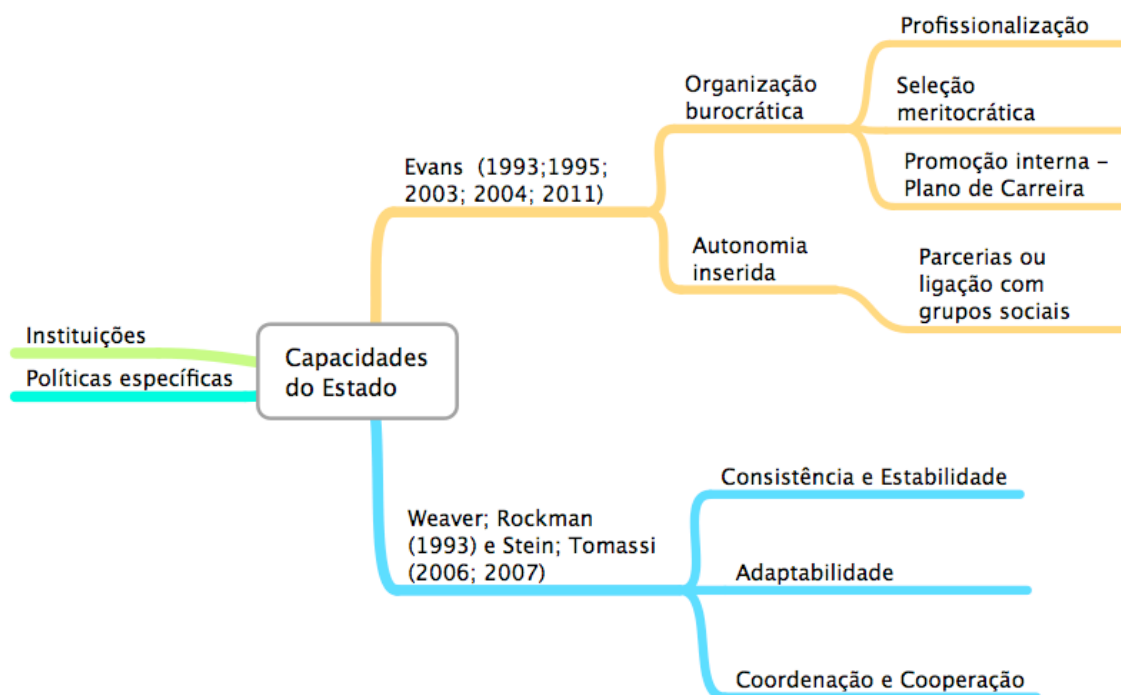 Profissionalização
Organização
burocrática
Seleção
meritocrática
Promoção interna –
Plano de Carreira
Evans (1993;1995;
2003; 2004; 2011)
Autonomia
inserida
Parcerias ou
ligação com
grupos sociais
Instituições
Políticas específicas
Capacidades
do Estado
Weaver; Rockman
(1993) e Stein; Tomassi
(2006; 2007)
Consistência e Estabilidade
Adaptabilidade
Coordenação e Cooperação